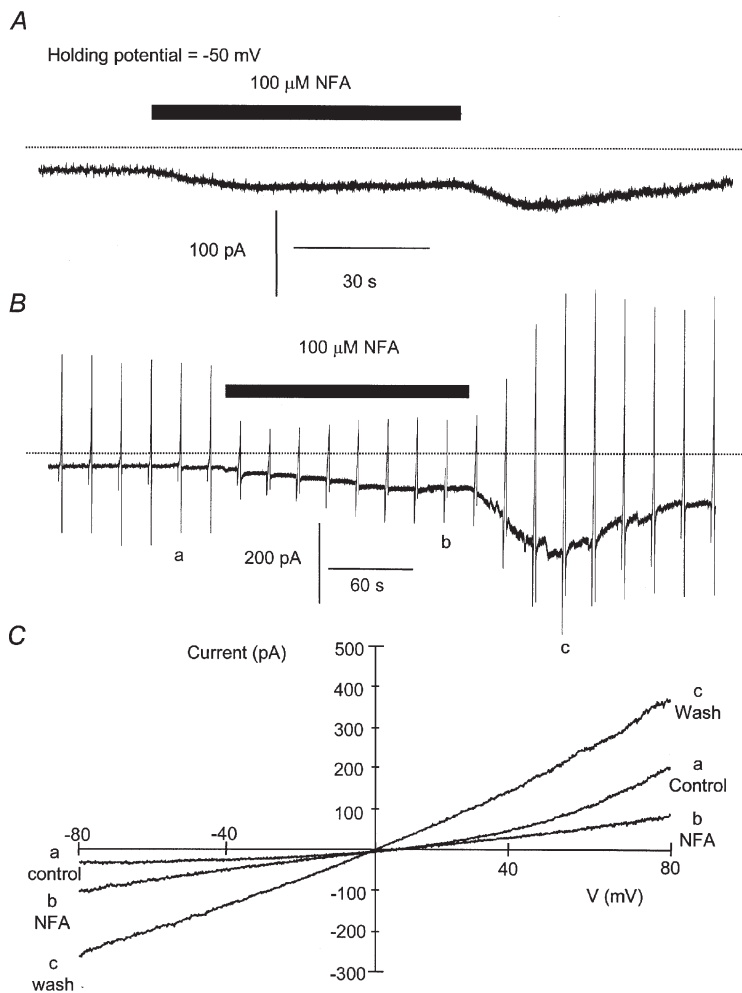 A
Holding potential = -50 mV
100 μM NFA
100 pA
30 s
B
100 μM NFA
a
b
200 pA
60 s
c
C
Current (pA)
500
400
300
200
100
-100
-200
-300
-80
-40
40
80
V (mV)
c
Wash
a
Control
b
NFA
a
control
b
NFA
c
wash